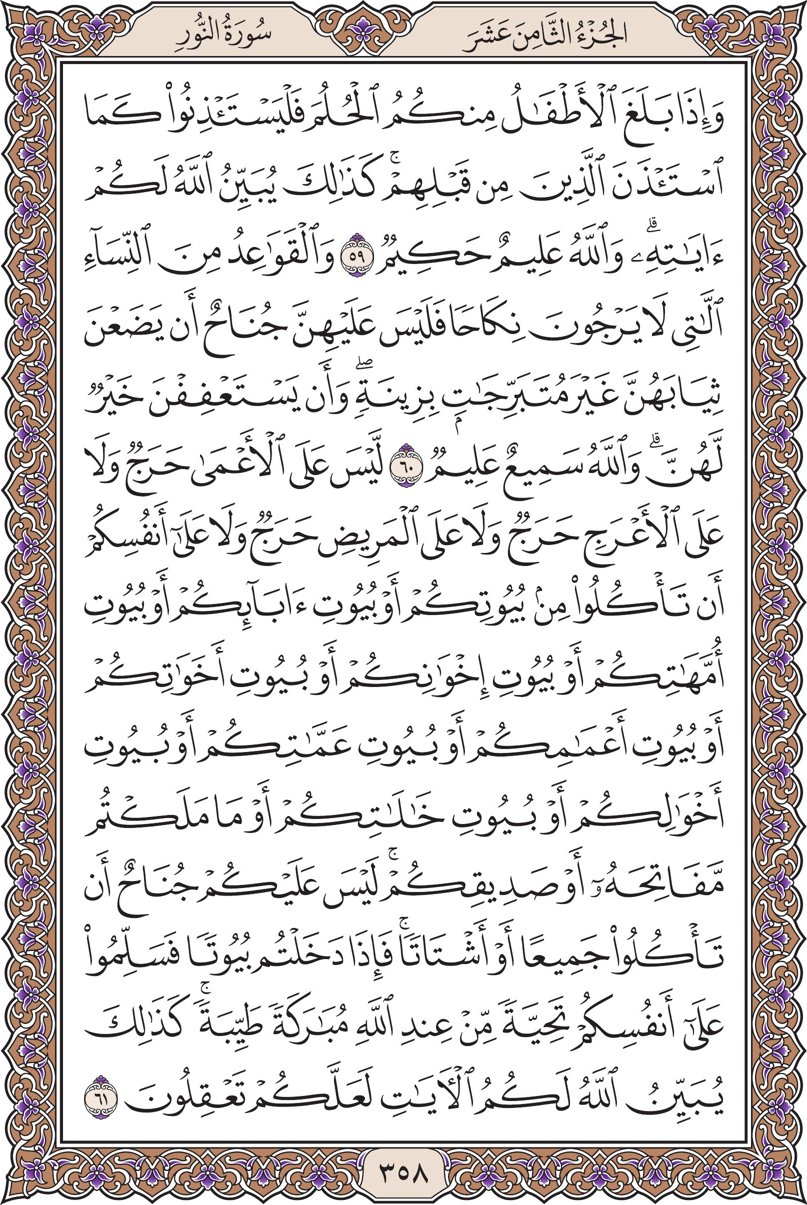 الجُزْءُ الثَّامِنَ عَشَرَ
سُورَةُ النُّورِ
وَإِذَا بَلَغَ ٱلۡأَطۡفَٰلُ مِنكُمُ ٱلۡحُلُمَ فَلۡيَسۡتَـٔۡذِنُواْ كَمَا
ٱسۡتَـٔۡذَنَ ٱلَّذِينَ مِن قَبۡلِهِمۡۚ كَذَٰلِكَ يُبَيِّنُ ٱللَّهُ لَكُمۡ
ءَايَٰتِهِۦۗ وَٱللَّهُ عَلِيمٌ حَكِيمٞ ٥٩ وَٱلۡقَوَٰعِدُ مِنَ ٱلنِّسَآءِ
ٱلَّٰتِي لَا يَرۡجُونَ نِكَاحٗا فَلَيۡسَ عَلَيۡهِنَّ جُنَاحٌ أَن يَضَعۡنَ
ثِيَابَهُنَّ غَيۡرَ مُتَبَرِّجَٰتِۭ بِزِينَةٖۖ وَأَن يَسۡتَعۡفِفۡنَ خَيۡرٞ
لَّهُنَّۗ وَٱللَّهُ سَمِيعٌ عَلِيمٞ ٦٠ لَّيۡسَ عَلَى ٱلۡأَعۡمَىٰ حَرَجٞ وَلَا
عَلَى ٱلۡأَعۡرَجِ حَرَجٞ وَلَا عَلَى ٱلۡمَرِيضِ حَرَجٞ وَلَا عَلَىٰٓ أَنفُسِكُمۡ
أَن تَأۡكُلُواْ مِنۢ بُيُوتِكُمۡ أَوۡ بُيُوتِ ءَابَآئِكُمۡ أَوۡ بُيُوتِ
أُمَّهَٰتِكُمۡ أَوۡ بُيُوتِ إِخۡوَٰنِكُمۡ أَوۡ بُيُوتِ أَخَوَٰتِكُمۡ
أَوۡ بُيُوتِ أَعۡمَٰمِكُمۡ أَوۡ بُيُوتِ عَمَّٰتِكُمۡ أَوۡ بُيُوتِ
أَخۡوَٰلِكُمۡ أَوۡ بُيُوتِ خَٰلَٰتِكُمۡ أَوۡ مَا مَلَكۡتُم
مَّفَاتِحَهُۥٓ أَوۡ صَدِيقِكُمۡۚ لَيۡسَ عَلَيۡكُمۡ جُنَاحٌ أَن
تَأۡكُلُواْ جَمِيعًا أَوۡ أَشۡتَاتٗاۚ فَإِذَا دَخَلۡتُم بُيُوتٗا فَسَلِّمُواْ
عَلَىٰٓ أَنفُسِكُمۡ تَحِيَّةٗ مِّنۡ عِندِ ٱللَّهِ مُبَٰرَكَةٗ طَيِّبَةٗۚ كَذَٰلِكَ
يُبَيِّنُ ٱللَّهُ لَكُمُ ٱلۡأٓيَٰتِ لَعَلَّكُمۡ تَعۡقِلُونَ ٦١
٣٥٨